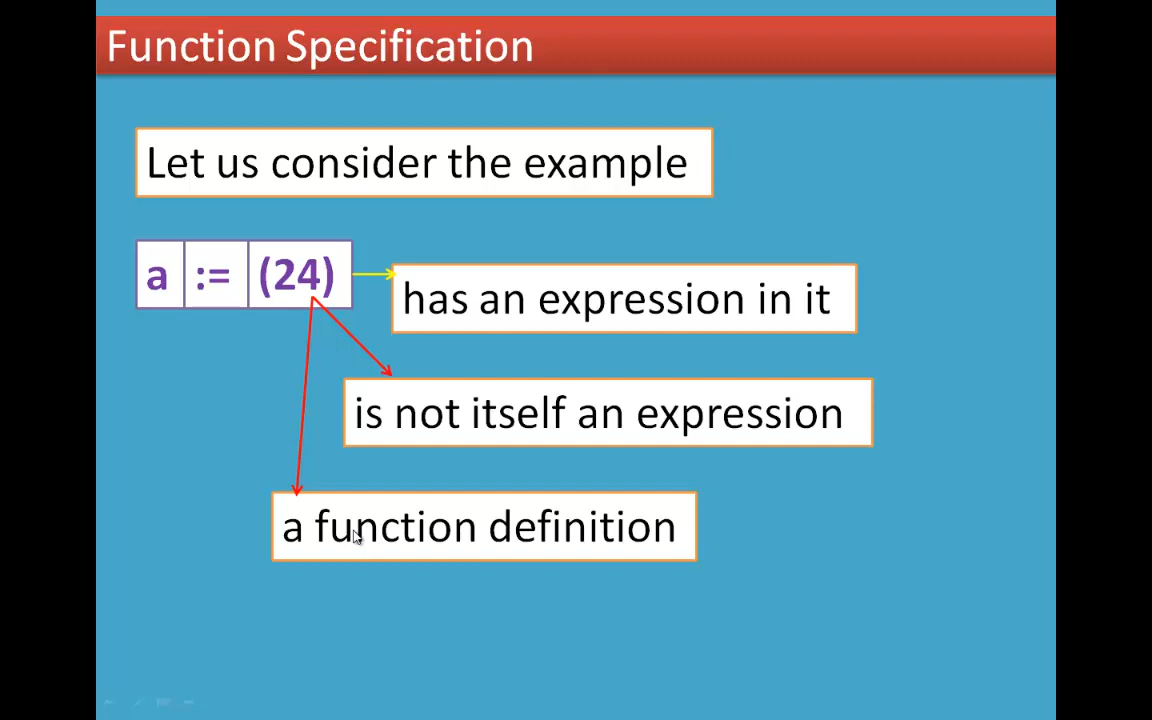 Function Specification
Let us consider the example
a := (24)
has an expression in it
is not itself an expression
a function definition